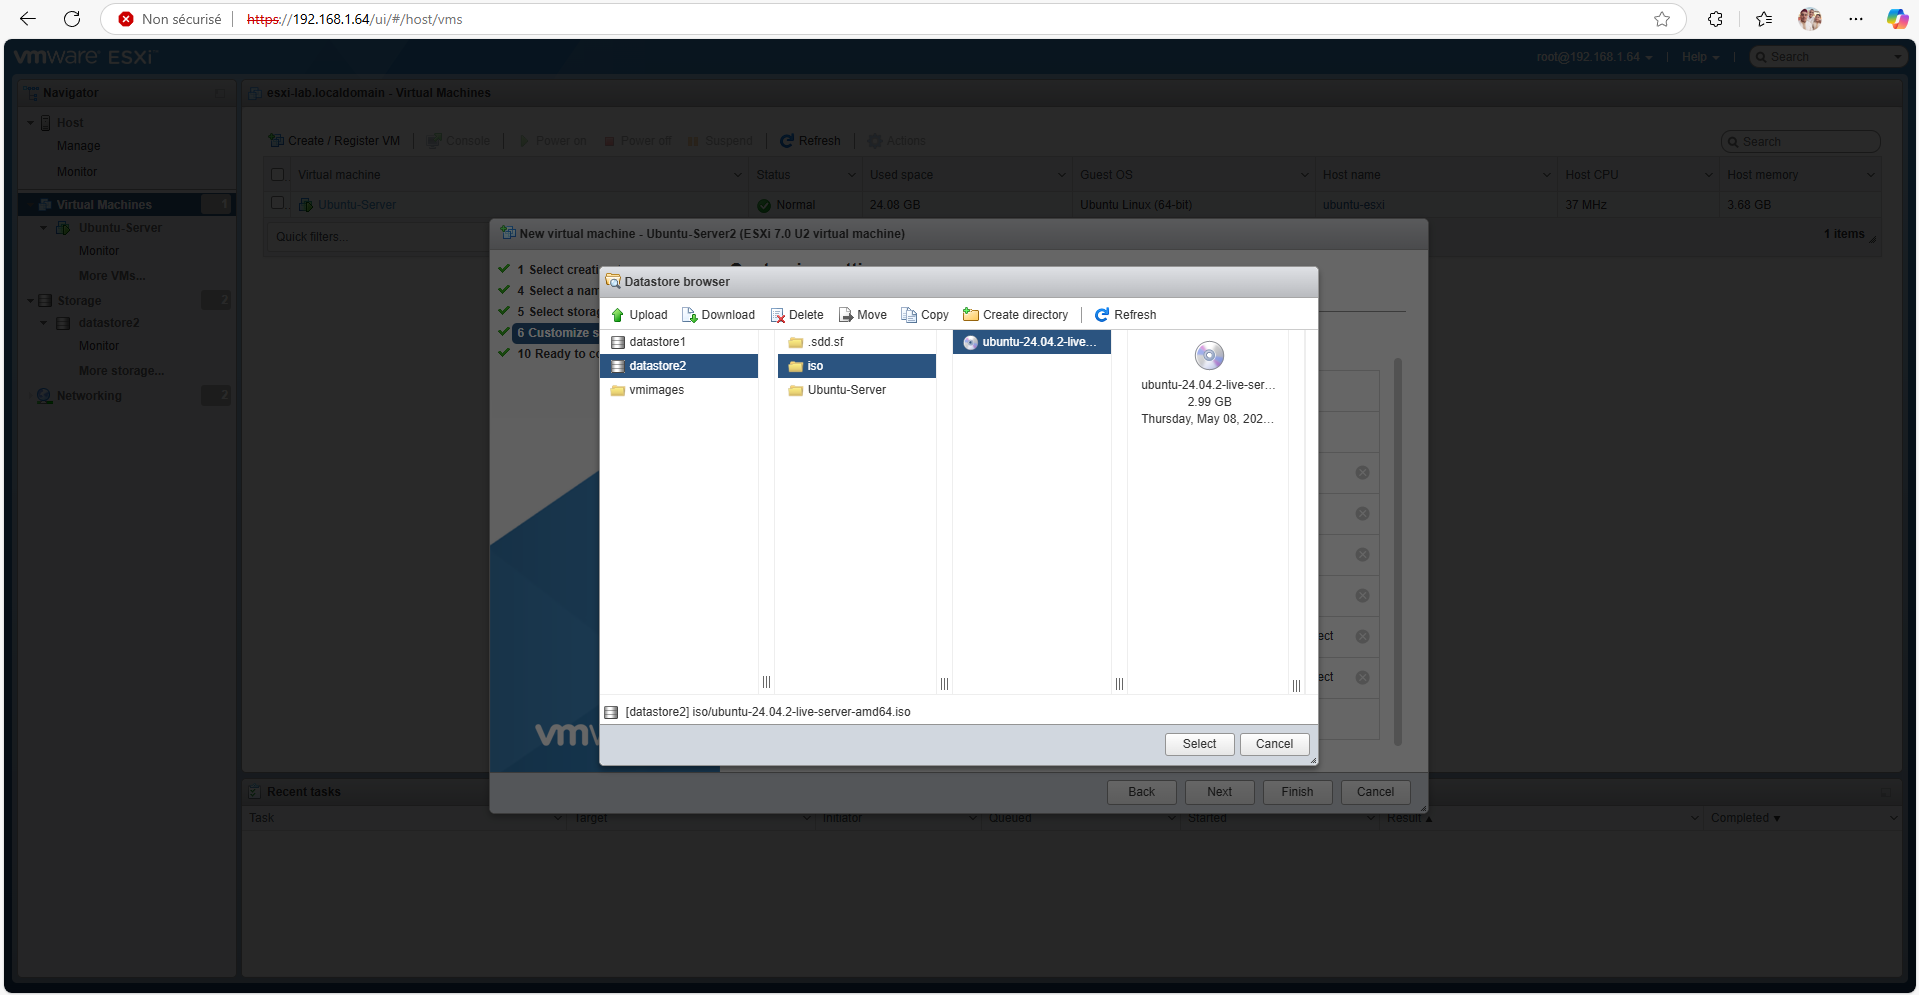 Non sécurisé https://192.168.1.64/ui/#/host/vms
vmware ESXi
root@192.168.1.64 Help Search
Navigator
Host
Manage
Monitor
Virtual Machines 1
Ubuntu-Server
Monitor
More VMs...
Storage 2
datastore2
Monitor
More storage...
Networking 2
esxi-lab.localdomain - Virtual Machines
Create / Register VM Console Power on Power off Suspend Refresh Actions Search
Virtual machine Status Used space Guest OS Host name Host CPU Host memory
Ubuntu-Server Normal 24.08 GB Ubuntu Linux (64-bit) ubuntu-esxi 37 MHz 3.68 GB
Quick filters...
1 items
New virtual machine - Ubuntu-Server2 (ESXi 7.0 U2 virtual machine)
1 Select creati
4 Select a nam
5 Select stora
6 Customize s
10 Ready to c
Datastore browser
Upload Download Delete Move Copy Create directory Refresh
datastore1
datastore2
vmimages
.sdd.sf
iso
Ubuntu-Server
ubuntu-24.04.2-live...
ubuntu-24.04.2-live-ser...
2.99 GB
Thursday, May 08, 202...
ect
ect
[datastore2] iso/ubuntu-24.04.2-live-server-amd64.iso
Select Cancel
vmv
Back Next Finish Cancel
Recent tasks
Task Target Initiator Queued Started Result Completed